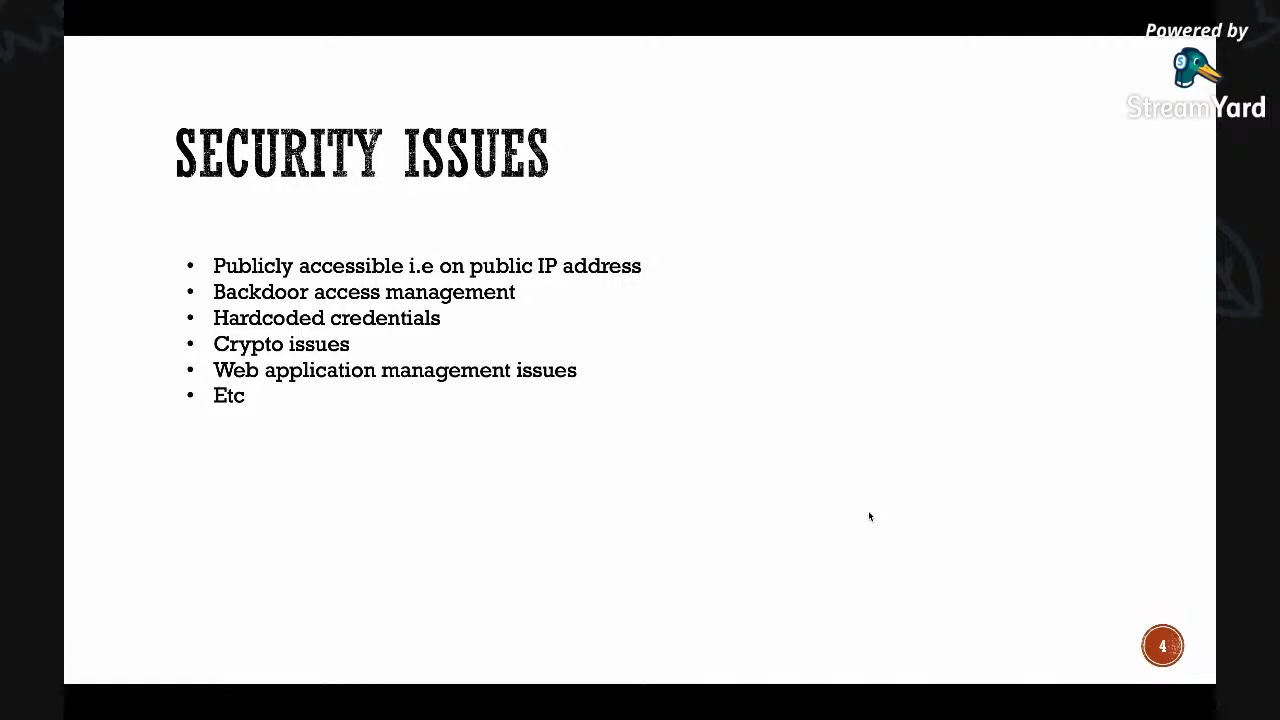 Powered by
StreamYard
SECURITY ISSUES
• Publicly accessible i.e on public IP address
• Backdoor access management
• Hardcoded credentials
• Crypto issues
• Web application management issues
• Etc
4